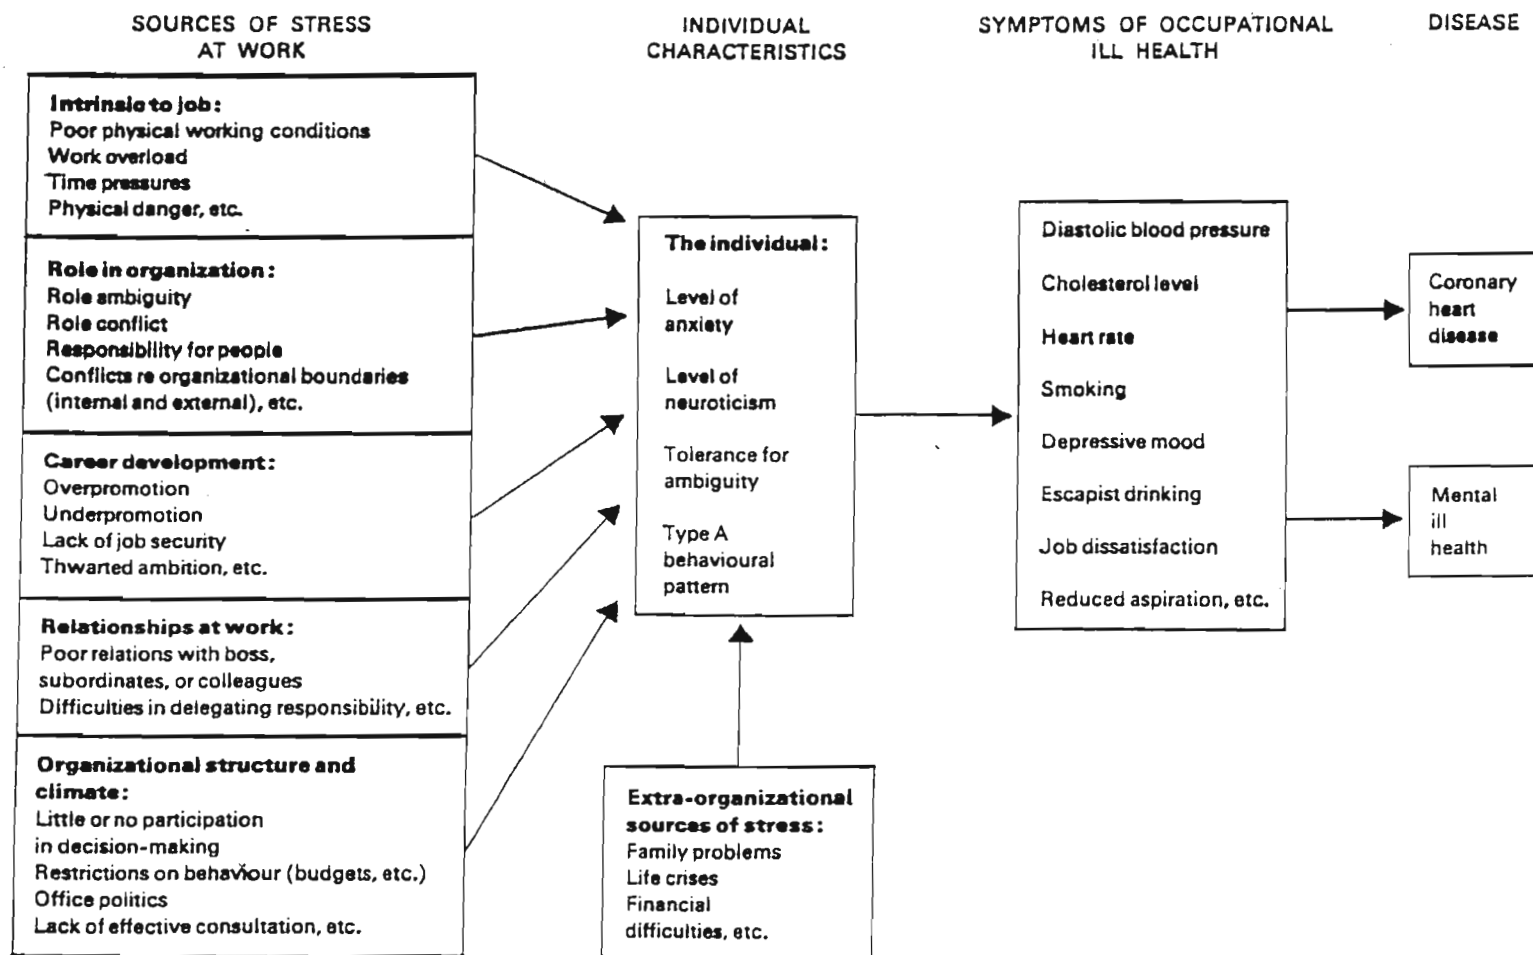 SOURCES OF STRESS
AT WORK
INDIVIDUAL
CHARACTERISTICS
SYMPTOMS OF OCCUPATIONAL
ILL HEALTH
DISEASE
Intrinsic to job:
Poor physical working conditions
Work overload
Time pressures
Physical danger, etc.
Role in organization:
Role ambiguity
Role conflict
Responsibility for people
Conflicts re organizational boundaries
(internal and external), etc.
Career development:
Overpromotion
Underpromotion
Lack of job security
Thwarted ambition, etc.
Relationships at work:
Poor relations with boss,
subordinates, or colleagues
Difficulties in delegating responsibility, etc.
Organizational structure and
climate:
Little or no participation
in decision-making
Restrictions on behaviour (budgets, etc.)
Office politics
Lack of effective consultation, etc.
The individual:
Level of
anxiety
Level of
neuroticism
Tolerance for
ambiguity
Type A
behavioural
pattern
Extra-organizational
sources of stress:
Family problems
Life crises
Financial
difficulties, etc.
Diastolic blood pressure
Cholesterol level
Heart rate
Smoking
Depressive mood
Escapist drinking
Job dissatisfaction
Reduced aspiration, etc.
Coronary
heart
disease
Mental
ill
health